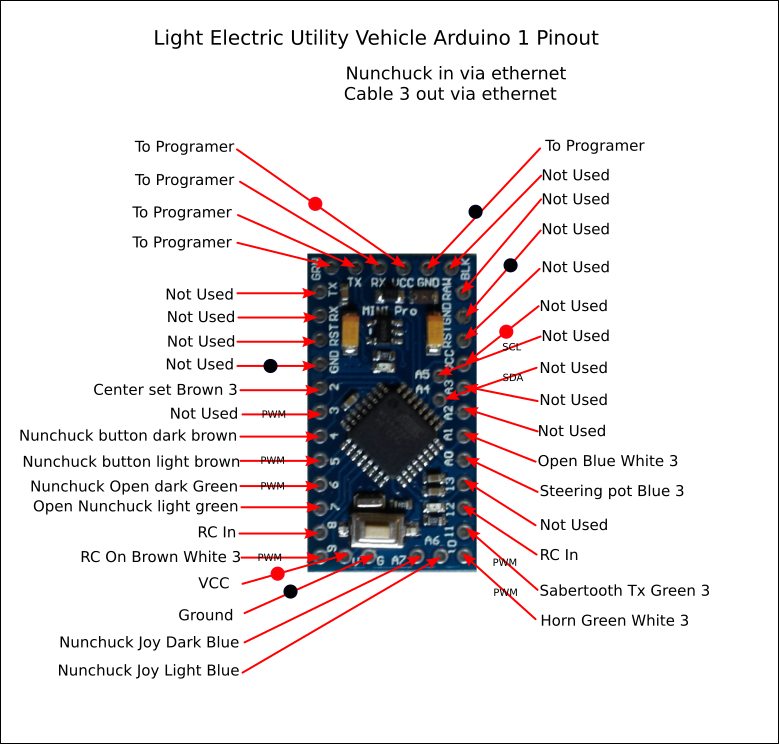 Light Electric Utility Vehicle Arduino 1 Pinout
Nunchuck in via ethernet
Cable 3 out via ethernet
To Programer
To Programer
To Programer
To Programer
Not Used
Not Used
Not Used
Not Used
Center set Brown 3
Not Used PWM
Nunchuck button dark brown
Nunchuck button light brown PWM
Nunchuck Open dark Green PWM
Open Nunchuck light green
RC In
RC On Brown White 3 PWM
VCC
Ground
Nunchuck Joy Dark Blue
Nunchuck Joy Light Blue
To Programer
Not Used
Not Used
Not Used
Not Used
Not Used
SCL
Not Used
SDA
Not Used
Not Used
Not Used
Open Blue White 3
Steering pot Blue 3
Not Used
RC In
PWM
Sabertooth Tx Green 3
PWM
Horn Green White 3
GRN
TX RX VCC GND RAW
BLK
MINI Pro
TX
RX
RST
GND
2
3
4
5
6
7
8
9
GND
RST
VCC
A5
A4
A3
A2
A1
A0
13
12
11
10
A6
G A7